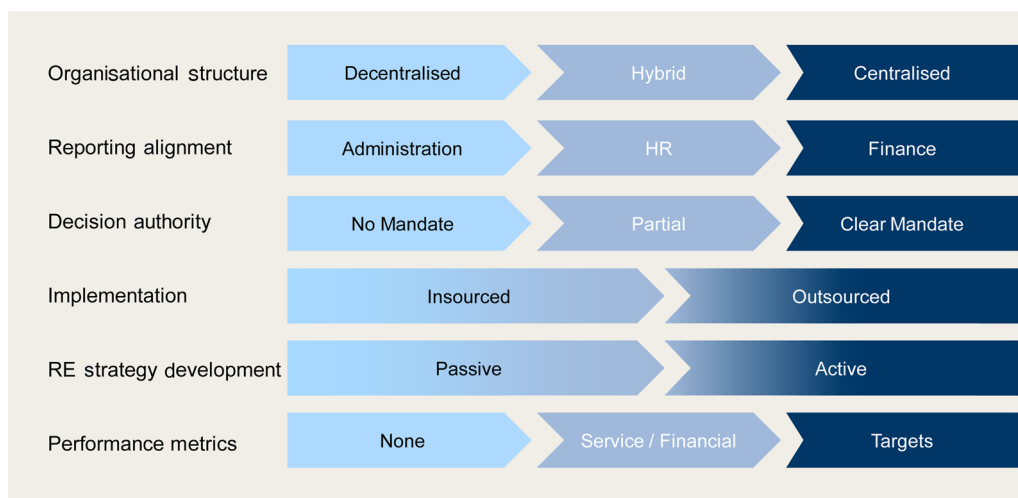 Organisational structure Decentralised Hybrid Centralised
Reporting alignment Administration HR Finance
Decision authority No Mandate Partial Clear Mandate
Implementation Insourced Outsourced
RE strategy development Passive Active
Performance metrics None Service / Financial Targets